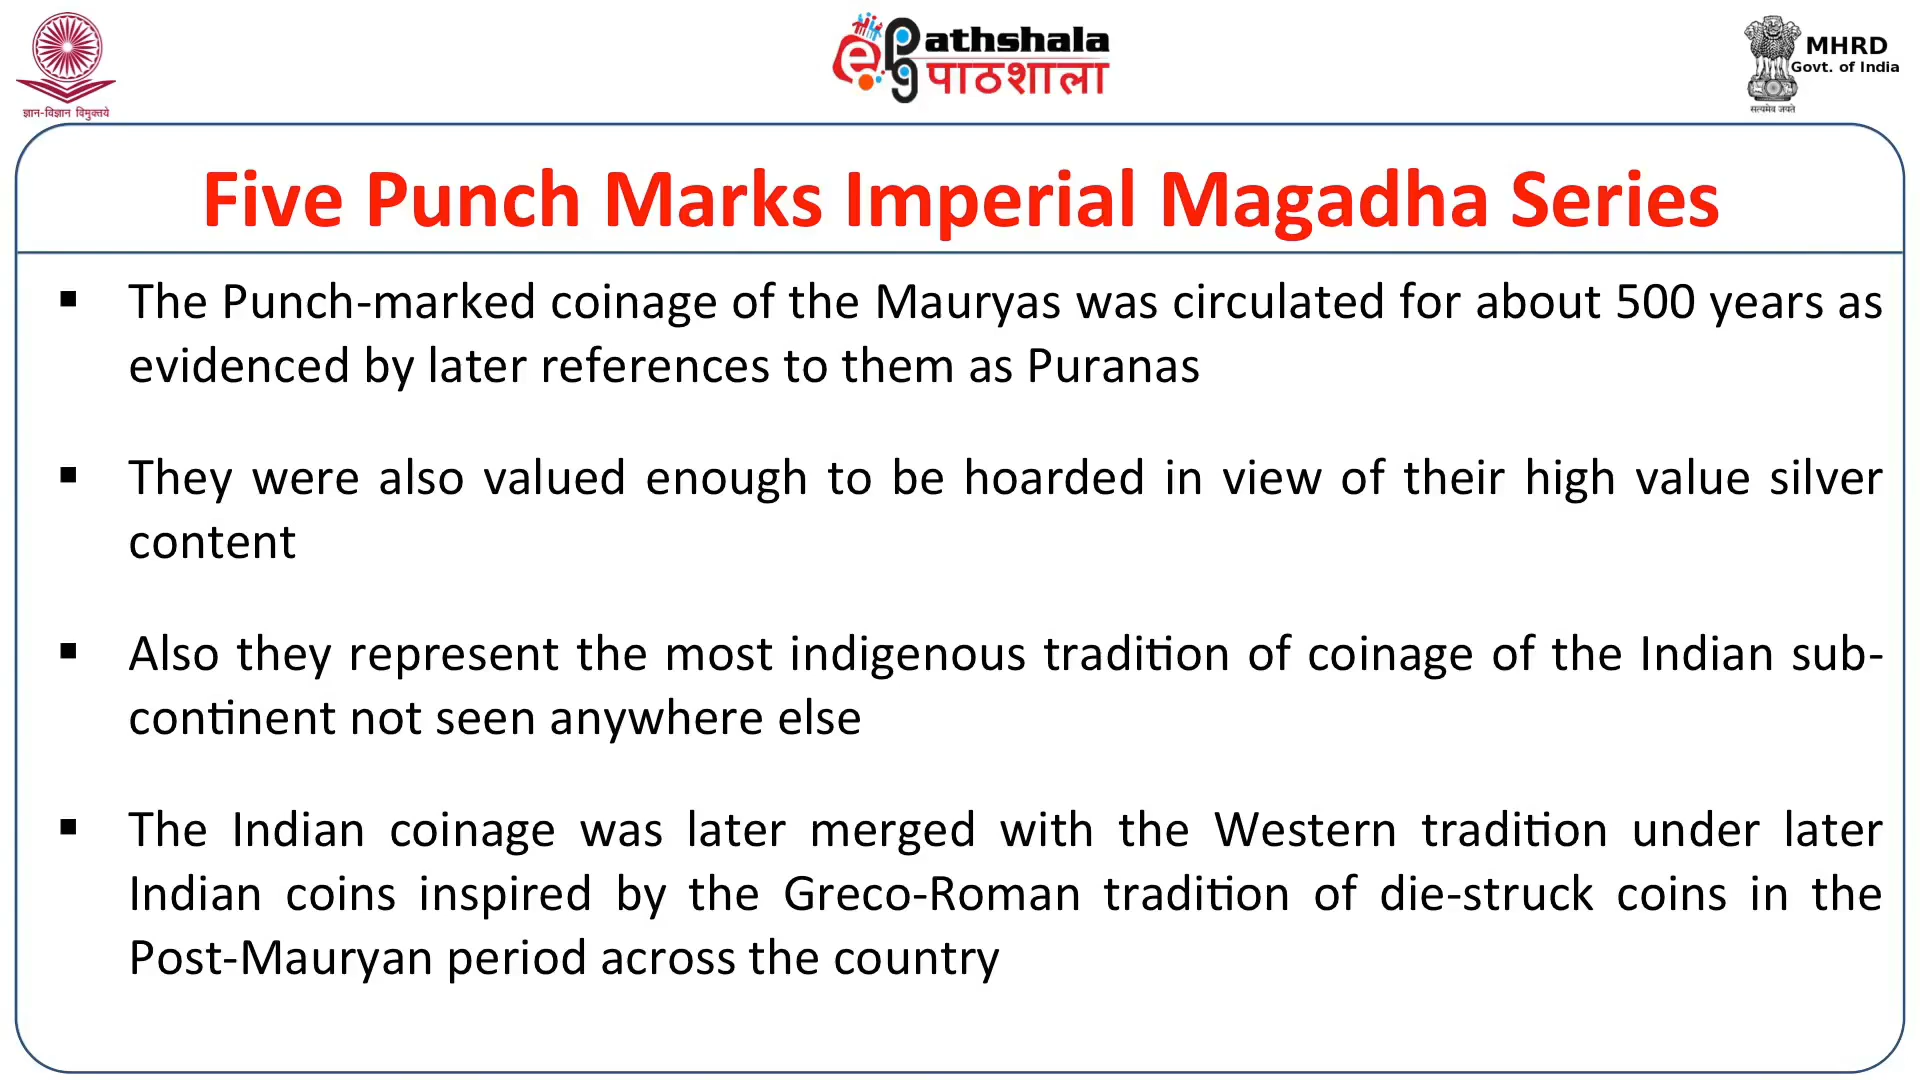 ज्ञान-विज्ञान विमुक्तये
ePG Pathshala
पाठशाला
MHRD
Govt. of India
सत्यमेव जयते
Five Punch Marks Imperial Magadha Series
▪ The Punch-marked coinage of the Mauryas was circulated for about 500 years as
evidenced by later references to them as Puranas
▪ They were also valued enough to be hoarded in view of their high value silver
content
▪ Also they represent the most indigenous tradition of coinage of the Indian sub-
continent not seen anywhere else
▪ The Indian coinage was later merged with the Western tradition under later
Indian coins inspired by the Greco-Roman tradition of die-struck coins in the
Post-Mauryan period across the country